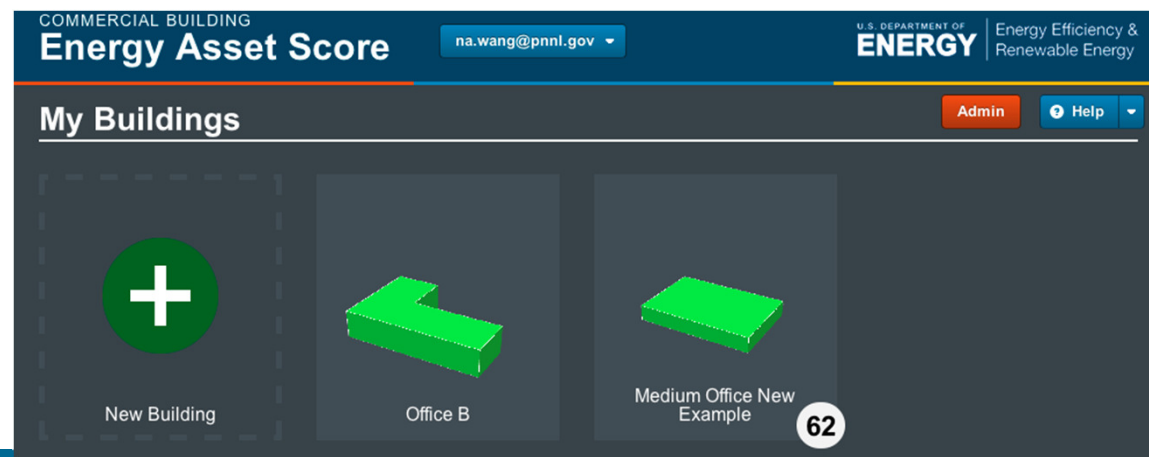 COMMERCIAL BUILDING
Energy Asset Score
na.wang@pnnl.gov
U.S. DEPARTMENT OF
ENERGY
Energy Efficiency &
Renewable Energy
My Buildings
Admin
Help
New Building
Office B
Medium Office New
Example
62